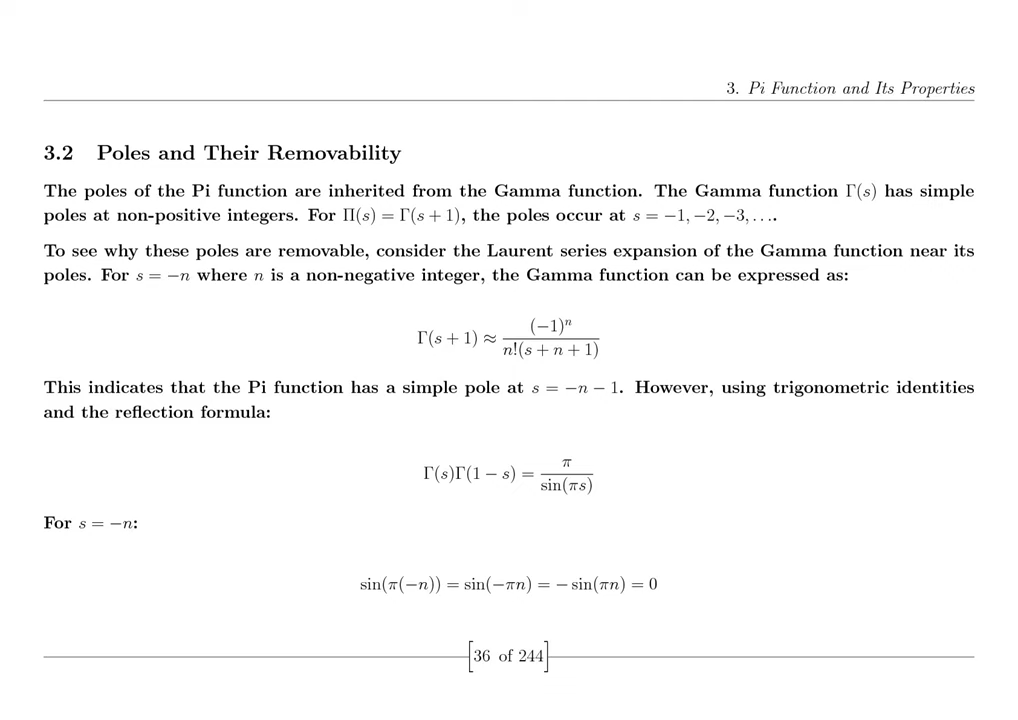 3. Pi Function and Its Properties
3.2 Poles and Their Removability
The poles of the Pi function are inherited from the Gamma function. The Gamma function Γ(s) has simple
poles at non-positive integers. For Π(s) = Γ(s + 1), the poles occur at s = −1, −2, −3, . . ..
To see why these poles are removable, consider the Laurent series expansion of the Gamma function near its
poles. For s = −n where n is a non-negative integer, the Gamma function can be expressed as:
Γ(s + 1) ≈ (−1)ⁿ / n!(s + n + 1)
This indicates that the Pi function has a simple pole at s = −n − 1. However, using trigonometric identities
and the reflection formula:
Γ(s)Γ(1 − s) = π / sin(πs)
For s = −n:
sin(π(−n)) = sin(−πn) = − sin(πn) = 0
[36 of 244]